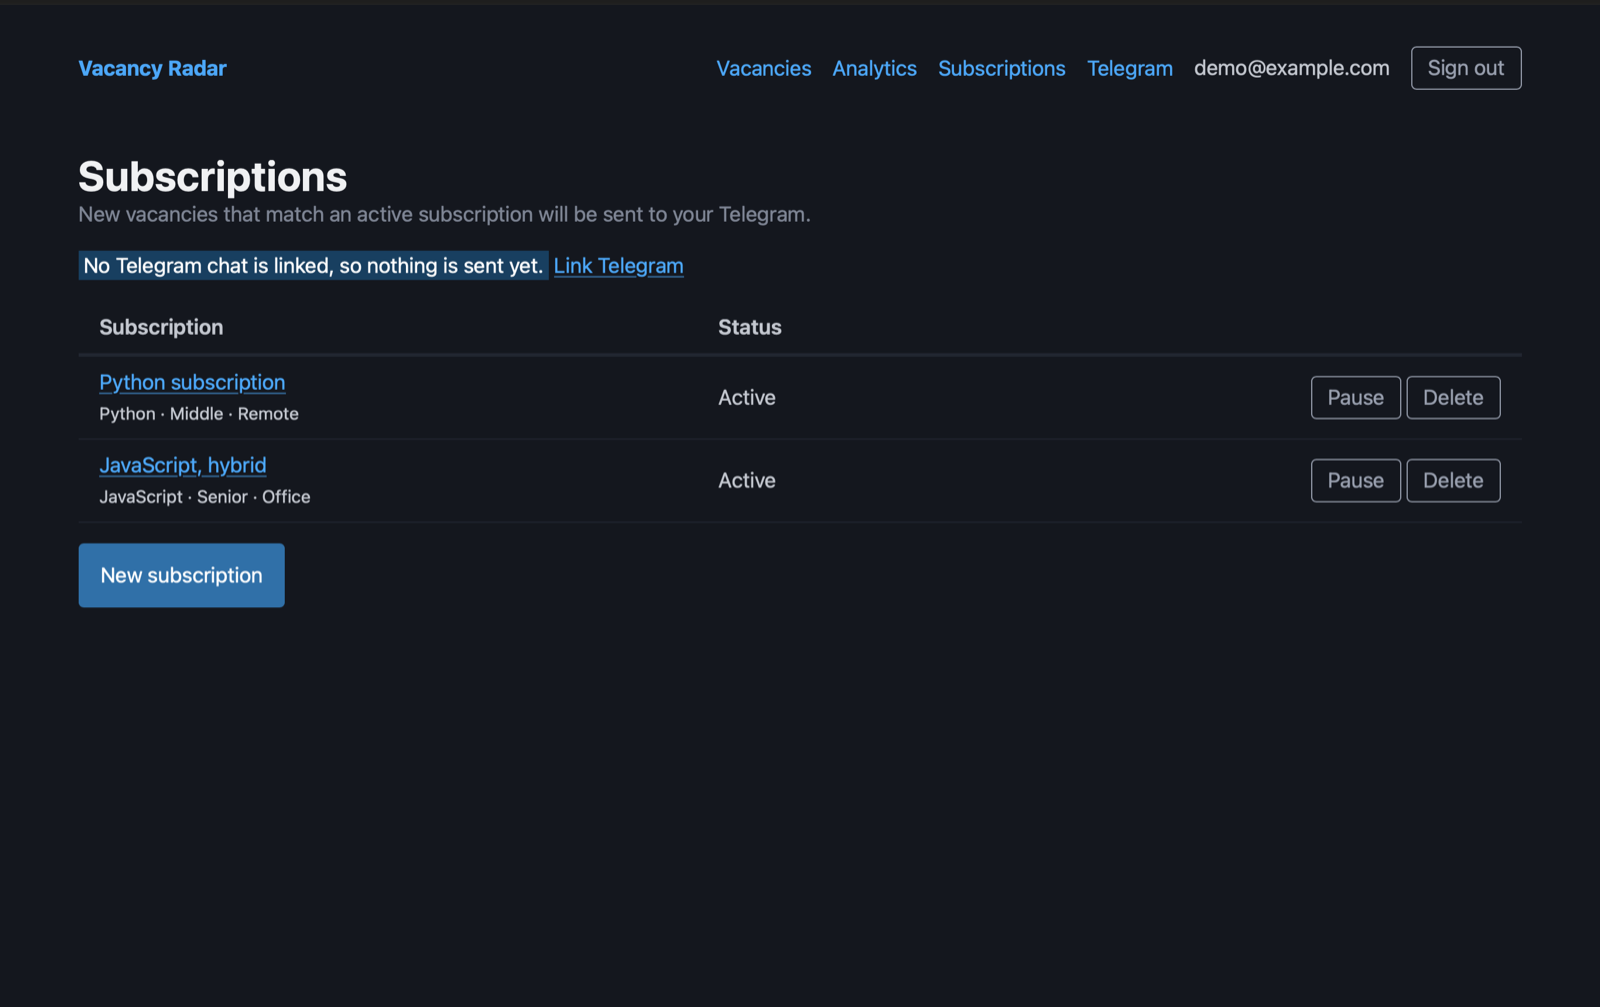 Vacancy Radar
Vacancies Analytics Subscriptions Telegram demo@example.com Sign out
Subscriptions
New vacancies that match an active subscription will be sent to your Telegram.
No Telegram chat is linked, so nothing is sent yet. Link Telegram
Subscription Status
Python subscription
Python · Middle · Remote
Active
Pause Delete
JavaScript, hybrid
JavaScript · Senior · Office
Active
Pause Delete
New subscription